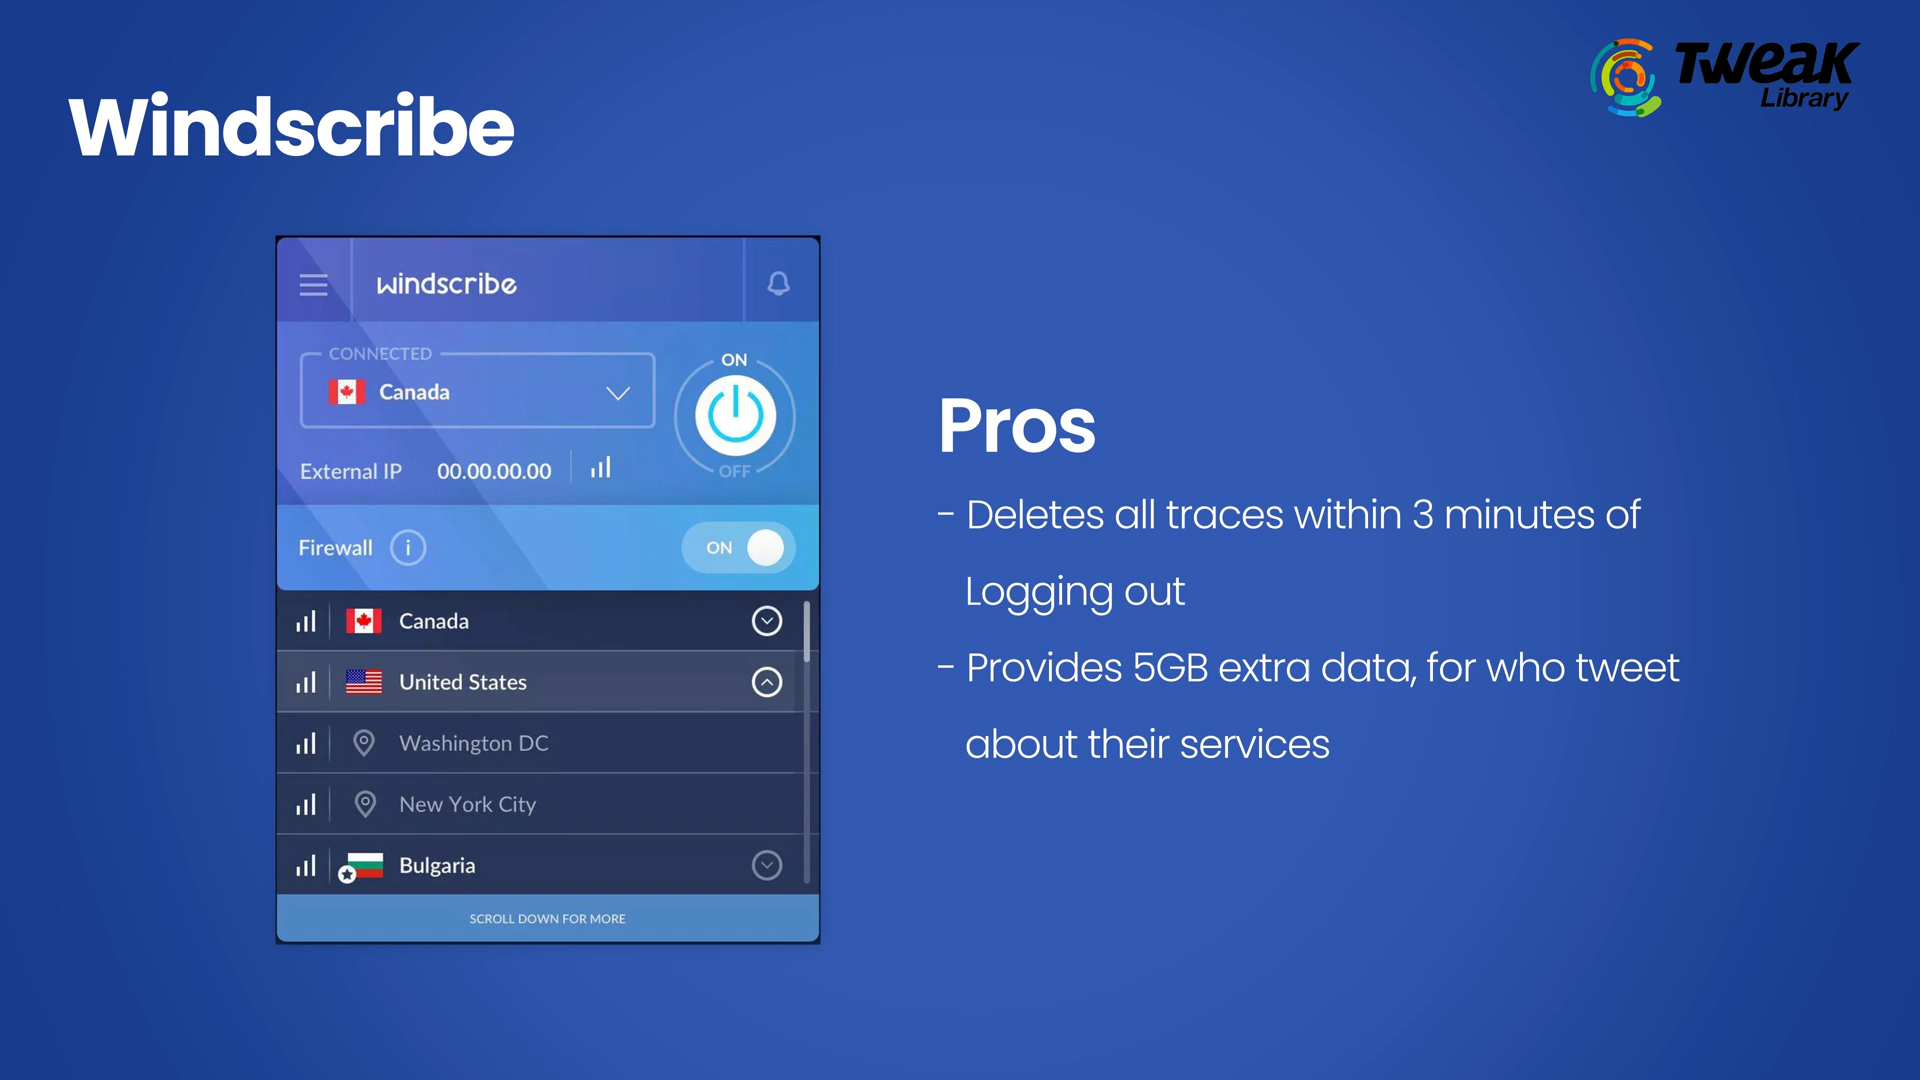 Windscribe
Tweak
Library
windscribe
CONNECTED
Canada
ON
OFF
External IP 00.00.00.00
Firewall i ON
Canada
United States
Washington DC
New York City
Bulgaria
SCROLL DOWN FOR MORE
Pros
- Deletes all traces within 3 minutes of
Logging out
- Provides 5GB extra data, for who tweet
about their services